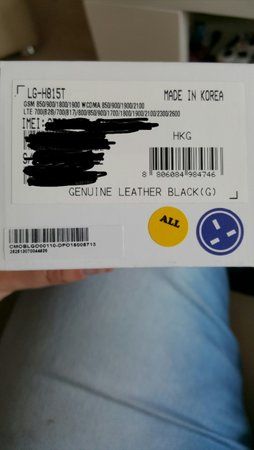 LG-H815T
MADE IN KOREA
GSM 850/900/1800/1900 WCDMA 850/900/1900/2100
LTE 700(B28)/700(B17)/800/850/900/1700/1800/1900/2100/2300/2600
IMEI:
HKG
8 806084 984746
GENUINE LEATHER BLACK(G)
ALL